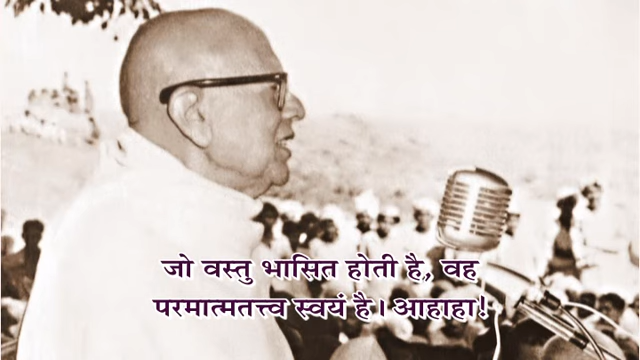 जो वस्तु भासित होती है, वह
परमात्मतत्त्व स्वयं है। आहाहा!